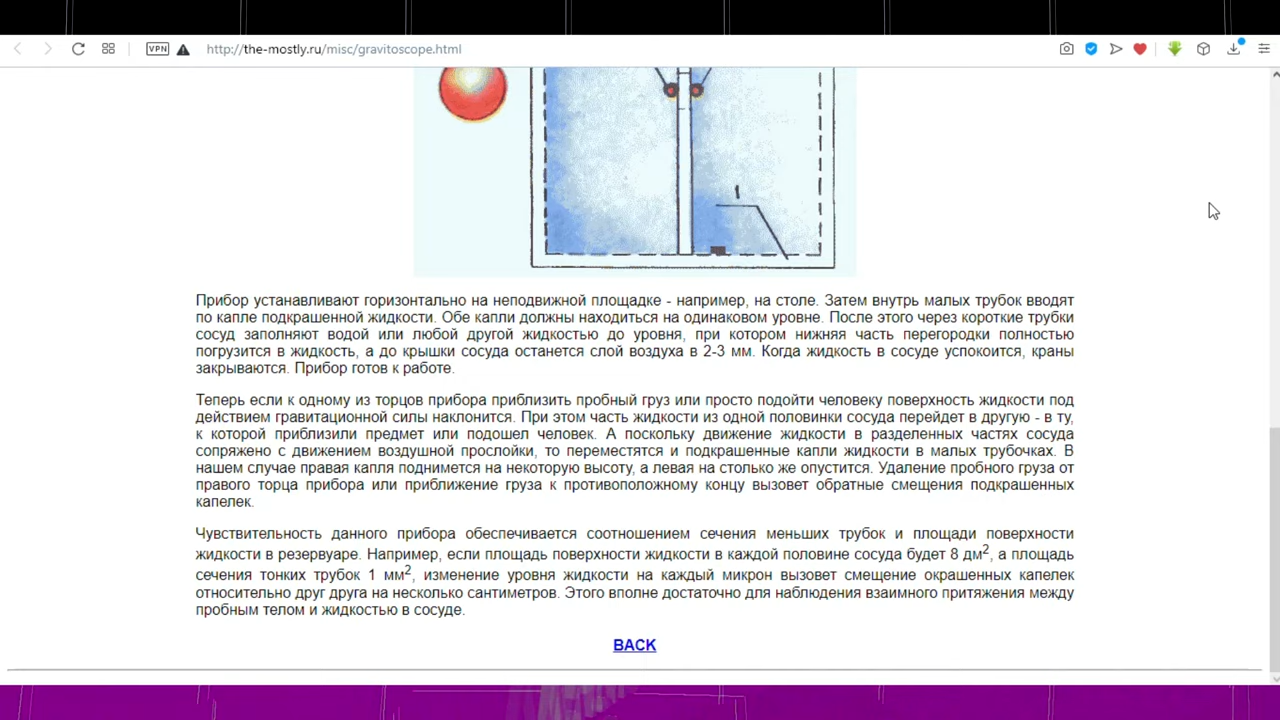 VPN
http://the-mostly.ru/misc/gravitoscope.html
1
Прибор устанавливают горизонтально на неподвижной площадке - например, на столе. Затем внутрь малых трубок вводят
по капле подкрашенной жидкости. Обе капли должны находиться на одинаковом уровне. После этого через короткие трубки
сосуд заполняют водой или любой другой жидкостью до уровня, при котором нижняя часть перегородки полностью
погрузится в жидкость, а до крышки сосуда останется слой воздуха в 2-3 мм. Когда жидкость в сосуде успокоится, краны
закрываются. Прибор готов к работе.
Теперь если к одному из торцов прибора приблизить пробный груз или просто подойти человеку поверхность жидкости под
действием гравитационной силы наклонится. При этом часть жидкости из одной половинки сосуда перейдет в другую - в ту,
к которой приблизили предмет или подошел человек. А поскольку движение жидкости в разделенных частях сосуда
сопряжено с движением воздушной прослойки, то переместятся и подкрашенные капли жидкости в малых трубочках. В
нашем случае правая капля поднимется на некоторую высоту, а левая на столько же опустится. Удаление пробного груза от
правого торца прибора или приближение груза к противоположному концу вызовет обратные смещения подкрашенных
капелек.
Чувствительность данного прибора обеспечивается соотношением сечения меньших трубок и площади поверхности
жидкости в резервуаре. Например, если площадь поверхности жидкости в каждой половине сосуда будет 8 дм², а площадь
сечения тонких трубок 1 мм², изменение уровня жидкости на каждый микрон вызовет смещение окрашенных капелек
относительно друг друга на несколько сантиметров. Этого вполне достаточно для наблюдения взаимного притяжения между
пробным телом и жидкостью в сосуде.
BACK